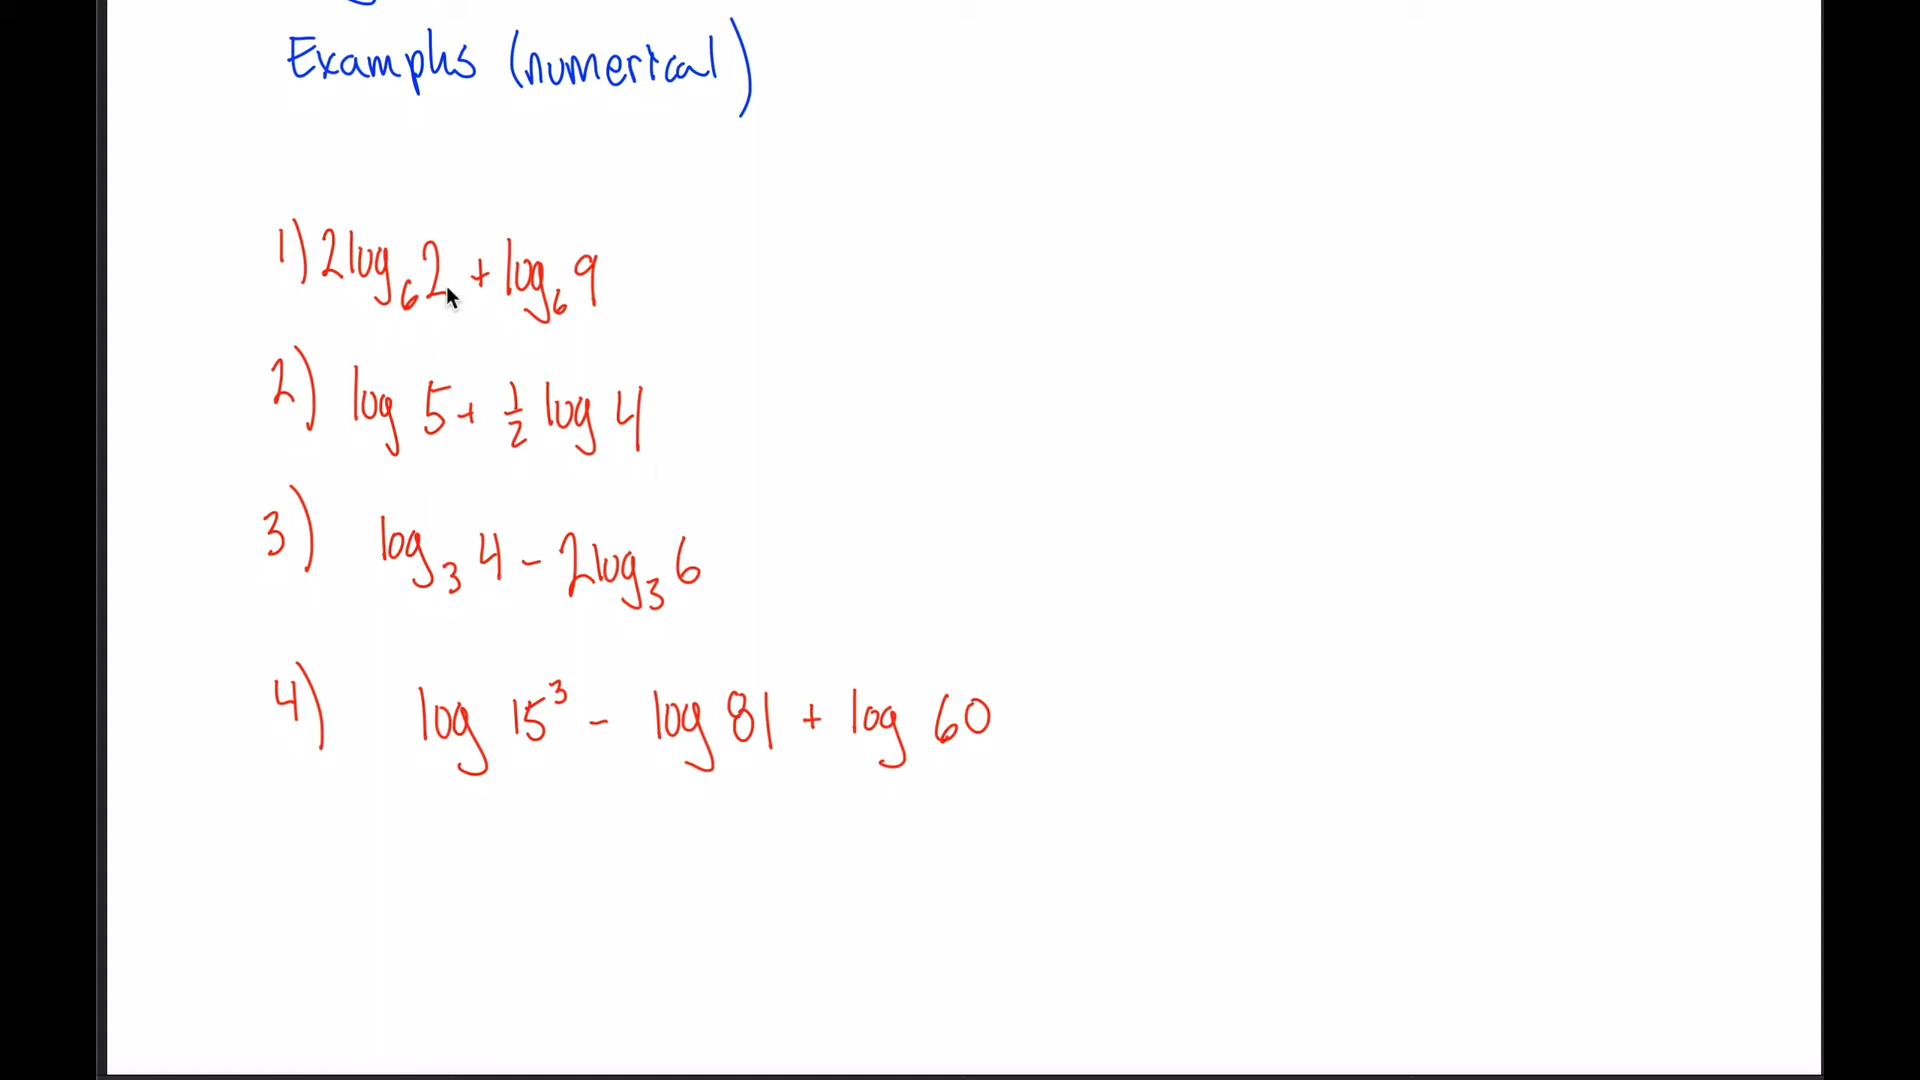 Examples (numerical)
1) 2log₆2 + log₆9
2) log 5 + ½ log 4
3) log₃4 - 2log₃6
4) log 15³ - log 81 + log 60